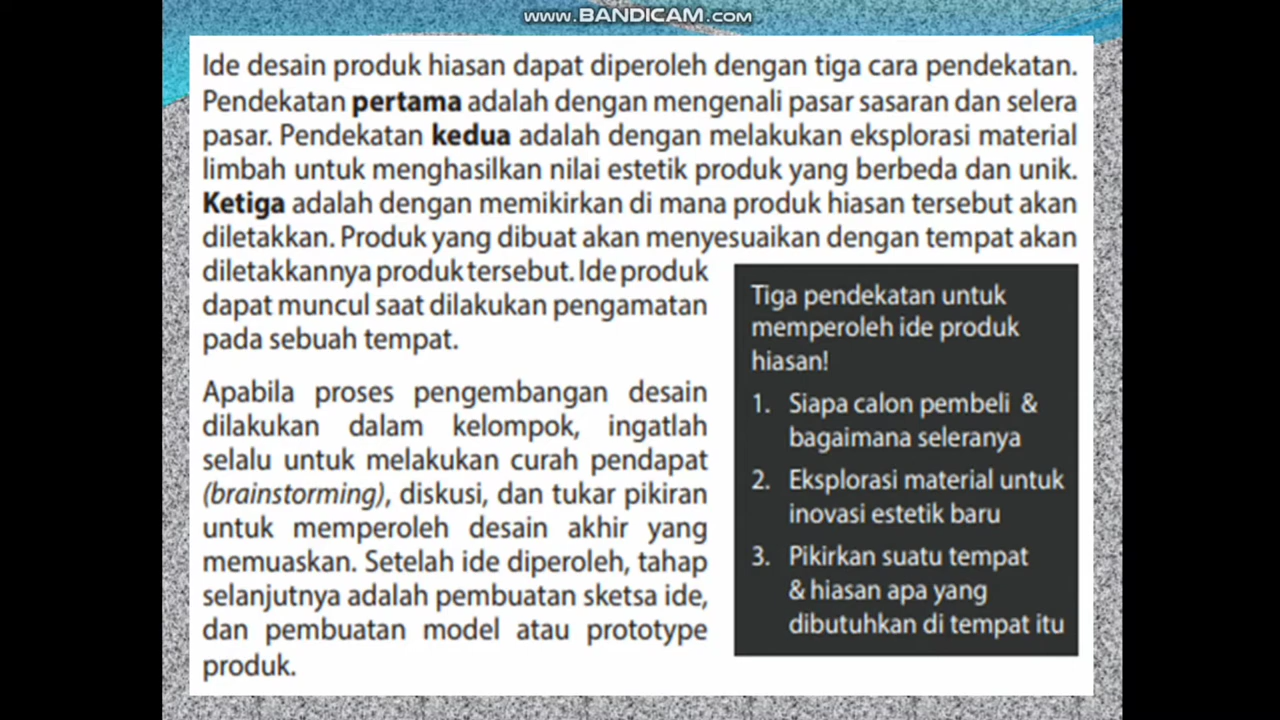 www.BANDICAM.com
Ide desain produk hiasan dapat diperoleh dengan tiga cara pendekatan.
Pendekatan pertama adalah dengan mengenali pasar sasaran dan selera
pasar. Pendekatan kedua adalah dengan melakukan eksplorasi material
limbah untuk menghasilkan nilai estetik produk yang berbeda dan unik.
Ketiga adalah dengan memikirkan di mana produk hiasan tersebut akan
diletakkan. Produk yang dibuat akan menyesuaikan dengan tempat akan
diletakkannya produk tersebut. Ide produk
dapat muncul saat dilakukan pengamatan
pada sebuah tempat.
Apabila proses pengembangan desain
dilakukan dalam kelompok, ingatlah
selalu untuk melakukan curah pendapat
(brainstorming), diskusi, dan tukar pikiran
untuk memperoleh desain akhir yang
memuaskan. Setelah ide diperoleh, tahap
selanjutnya adalah pembuatan sketsa ide,
dan pembuatan model atau prototype
produk.
Tiga pendekatan untuk
memperoleh ide produk
hiasan!
1. Siapa calon pembeli &
bagaimana seleranya
2. Eksplorasi material untuk
inovasi estetik baru
3. Pikirkan suatu tempat
& hiasan apa yang
dibutuhkan di tempat itu